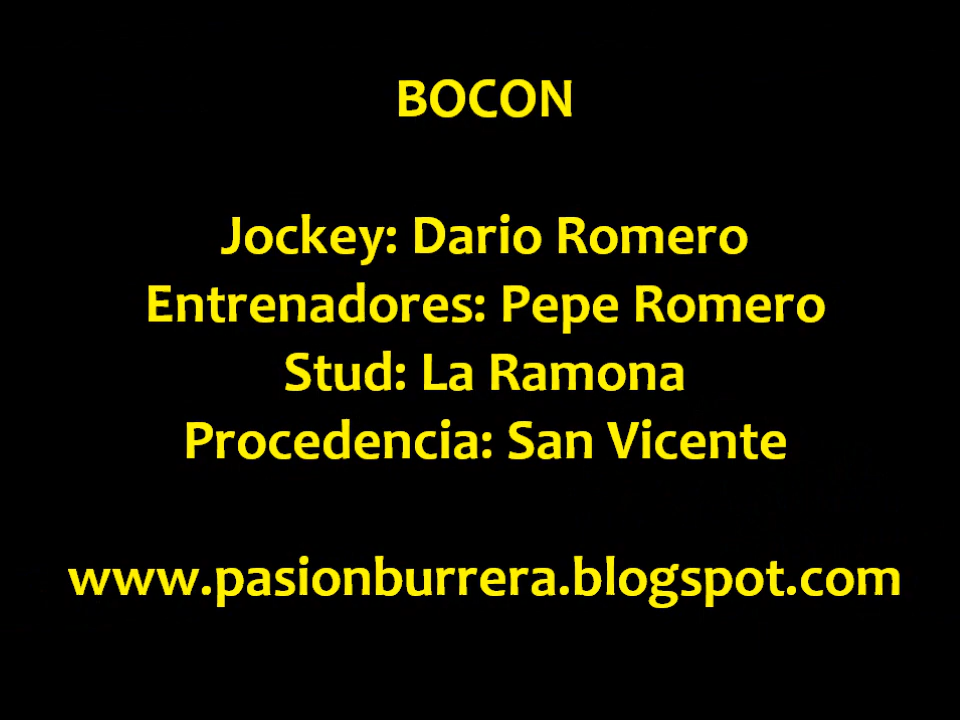 BOCON
Jockey: Dario Romero
Entrenadores: Pepe Romero
Stud: La Ramona
Procedencia: San Vicente
www.pasionburrera.blogspot.com